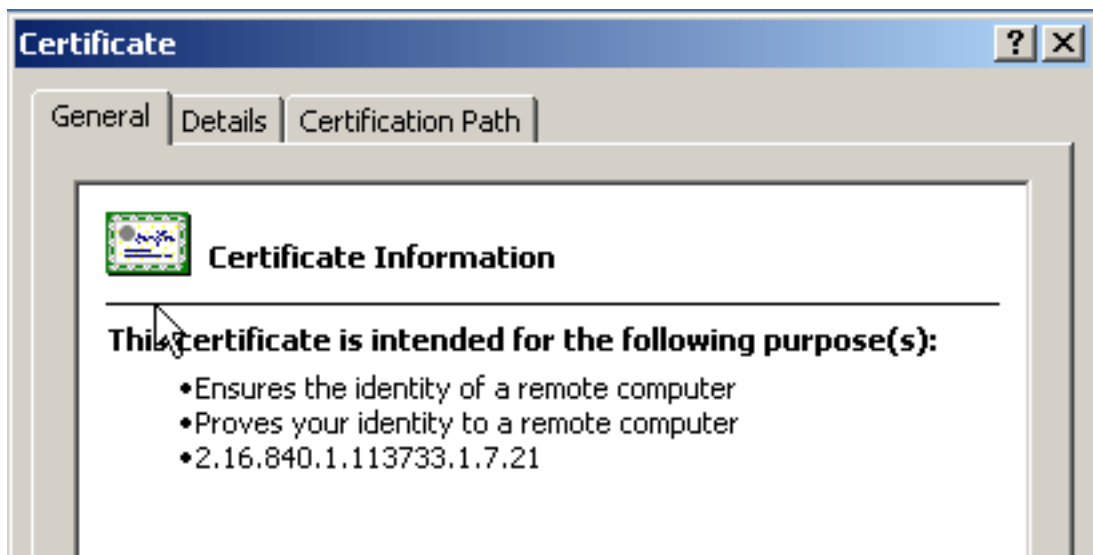 Certificate
General
Details
Certification Path
Certificate Information
This certificate is intended for the following purpose(s):
•Ensures the identity of a remote computer
•Proves your identity to a remote computer
•2.16.840.1.113733.1.7.21